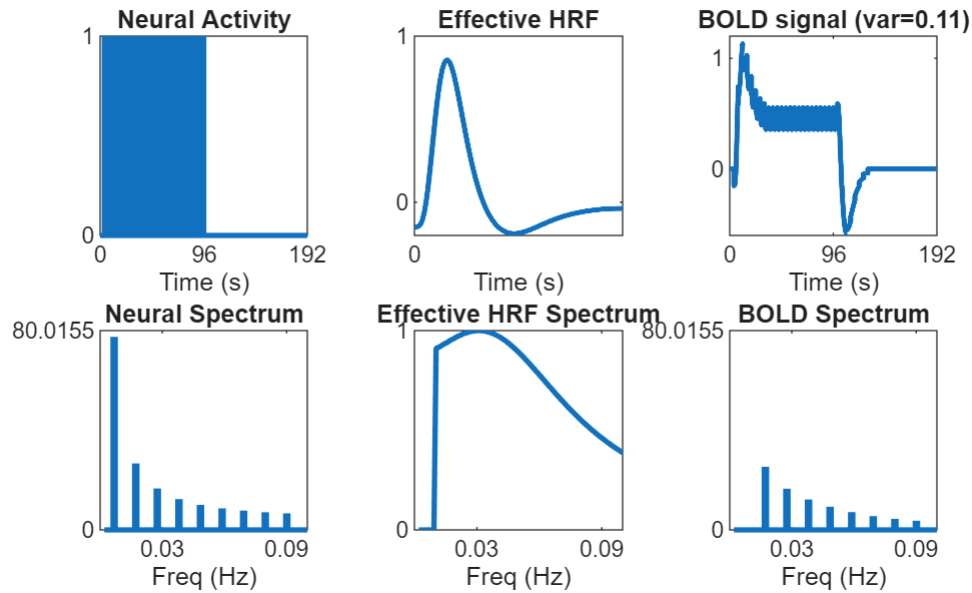 Neural Activity
1
0
0 96 192
Time (s)
Effective HRF
1
0
0
Time (s)
BOLD signal (var=0.11)
1
0
0 96 192
Time (s)
Neural Spectrum
80.0155
0
0.03 0.09
Freq (Hz)
Effective HRF Spectrum
1
0
0.03 0.09
Freq (Hz)
BOLD Spectrum
80.0155
0
0.03 0.09
Freq (Hz)